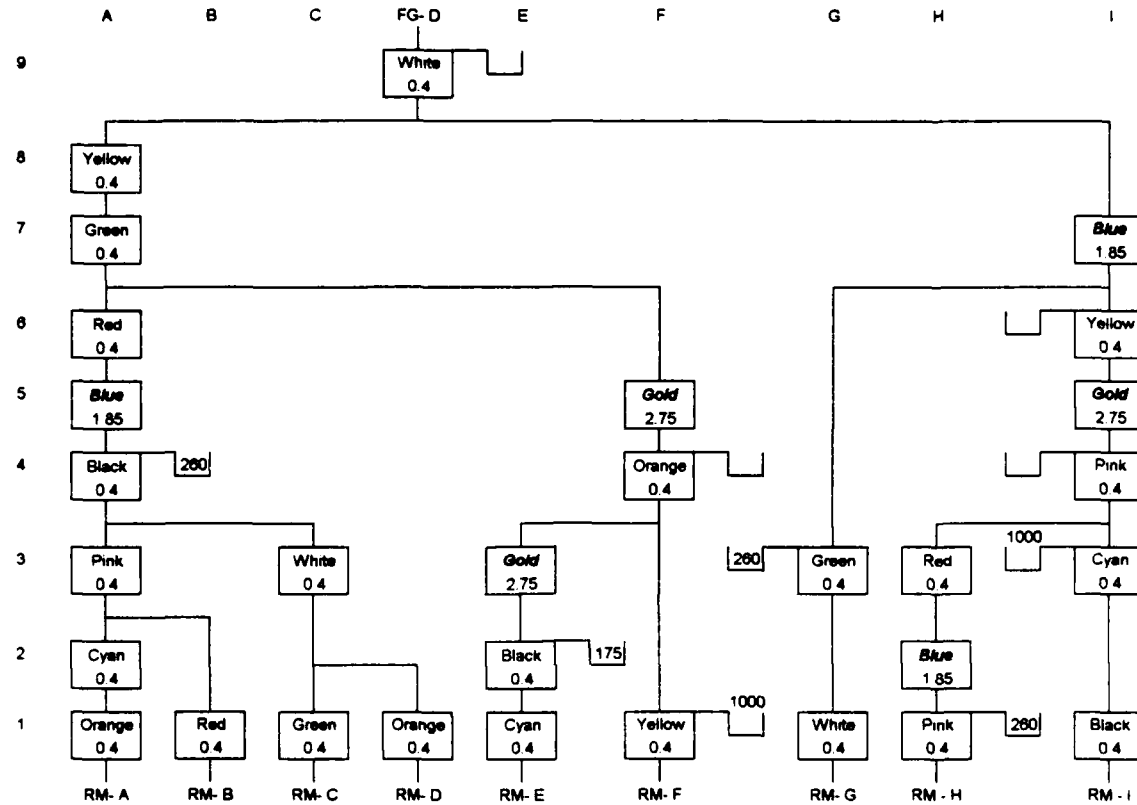 A B C FG- D E F G H I
9
White
0.4
8
Yellow
0.4
7
Green Blue
0.4 1.85
6
Red Yellow
0.4 0.4
5
Blue Gold Gold
1.85 2.75 2.75
4
Black 260 Orange Pink
0.4 0.4 0.4
1000
3
Pink White Gold 260 Green Red Cyan
0.4 0.4 2.75 0.4 0.4 0.4
2
Cyan Black 175 Blue
0.4 0.4 1.85
1000
1
Orange Red Green Orange Cyan Yellow White Pink 260 Black
0.4 0.4 0.4 0.4 0.4 0.4 0.4 0.4 0.4
RM- A RM- B RM- C RM- D RM- E RM- F RM- G RM - H RM - I